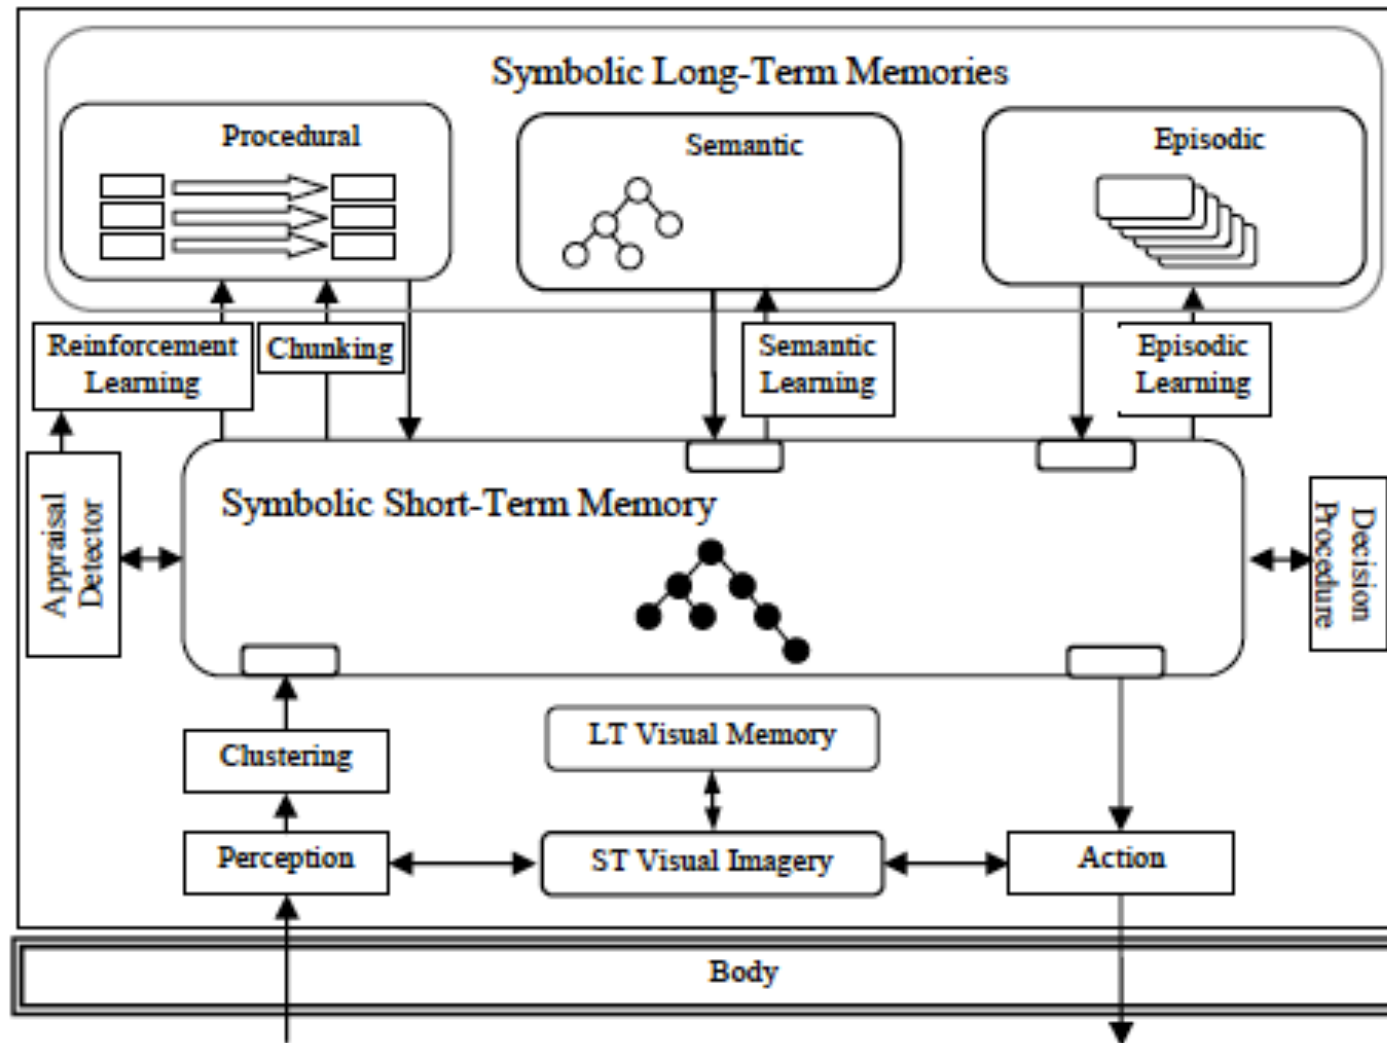 Symbolic Long-Term Memories
Procedural
Semantic
Episodic
Reinforcement
Learning
Chunking
Semantic
Learning
Episodic
Learning
Appraisal
Detector
Symbolic Short-Term Memory
Decision
Procedure
Clustering
LT Visual Memory
Perception
ST Visual Imagery
Action
Body